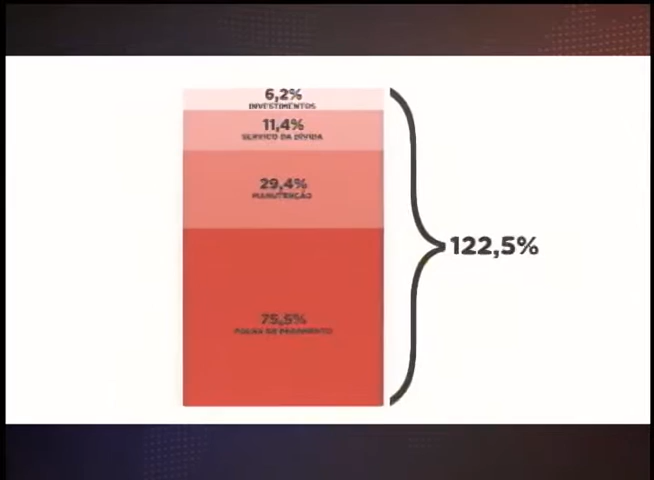 6,2%
INVESTIMENTOS
11,4%
SERVIÇO DA DÍVIDA
29,4%
MANUTENÇÃO
122,5%
75,5%
FOLHA DE PAGAMENTO